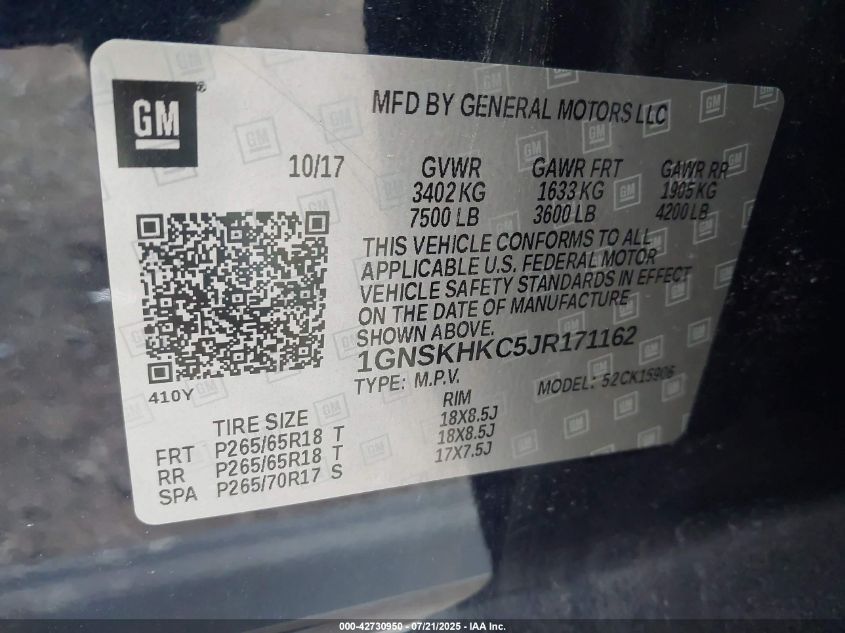 GM
MFD BY GENERAL MOTORS LLC
10/17 GVWR GAWR FRT GAWR RR
3402 KG 1633 KG 1905 KG
7500 LB 3600 LB 4200 LB
THIS VEHICLE CONFORMS TO ALL
APPLICABLE U.S. FEDERAL MOTOR
VEHICLE SAFETY STANDARDS IN EFFECT
ON THE DATE OF MANUFACTURE
SHOWN ABOVE.
1GNSKHKC5JR171162
TYPE: M.P.V. MODEL: 52CK15906
410Y
TIRE SIZE RIM
FRT P265/65R18 T 18X8.5J
RR P265/65R18 T 18X8.5J
SPA P265/70R17 S 17X7.5J
000-42730950 - 07/21/2025 - IAA Inc.